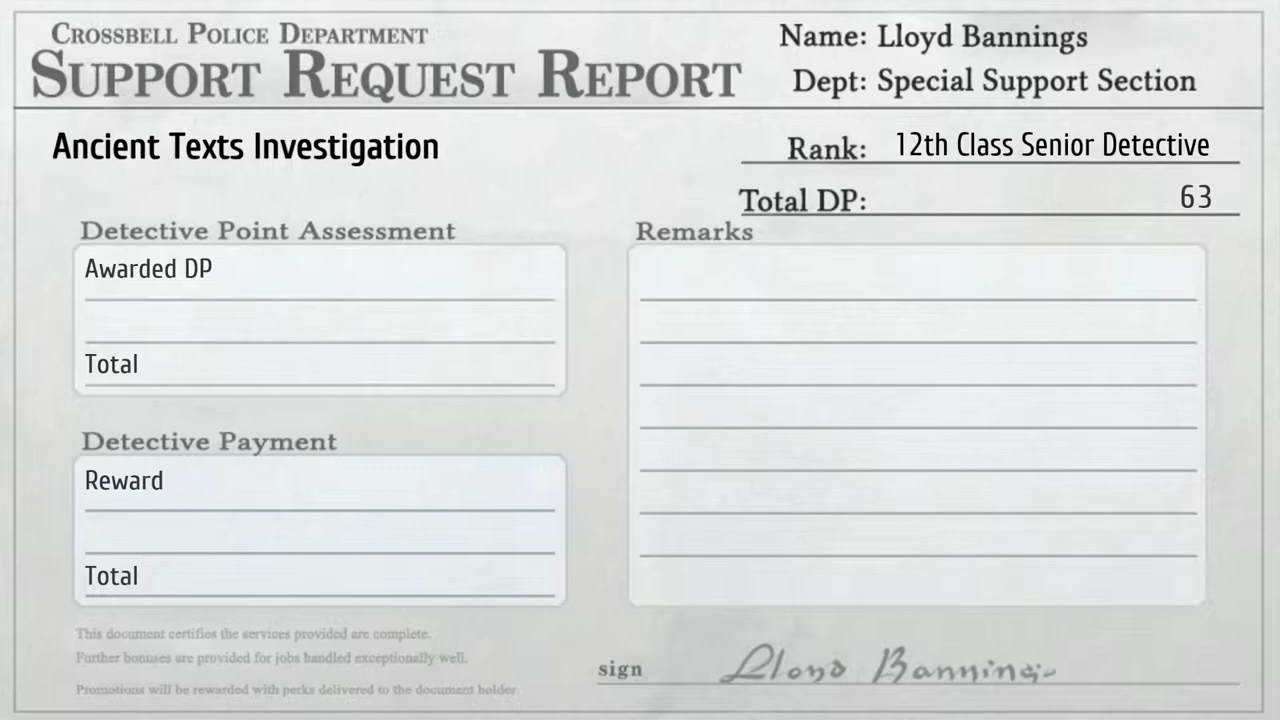 CROSSBELL POLICE DEPARTMENT
SUPPORT REQUEST REPORT
Name: Lloyd Bannings
Dept: Special Support Section
Ancient Texts Investigation
Rank: 12th Class Senior Detective
Total DP: 63
Detective Point Assessment
Awarded DP
Total
Remarks
Detective Payment
Reward
Total
This document certifies the services provided are complete.
Further bonuses are provided for jobs handled exceptionally well.
Promotions will be rewarded with perks delivered to the document holder.
sign Lloyd Bannings